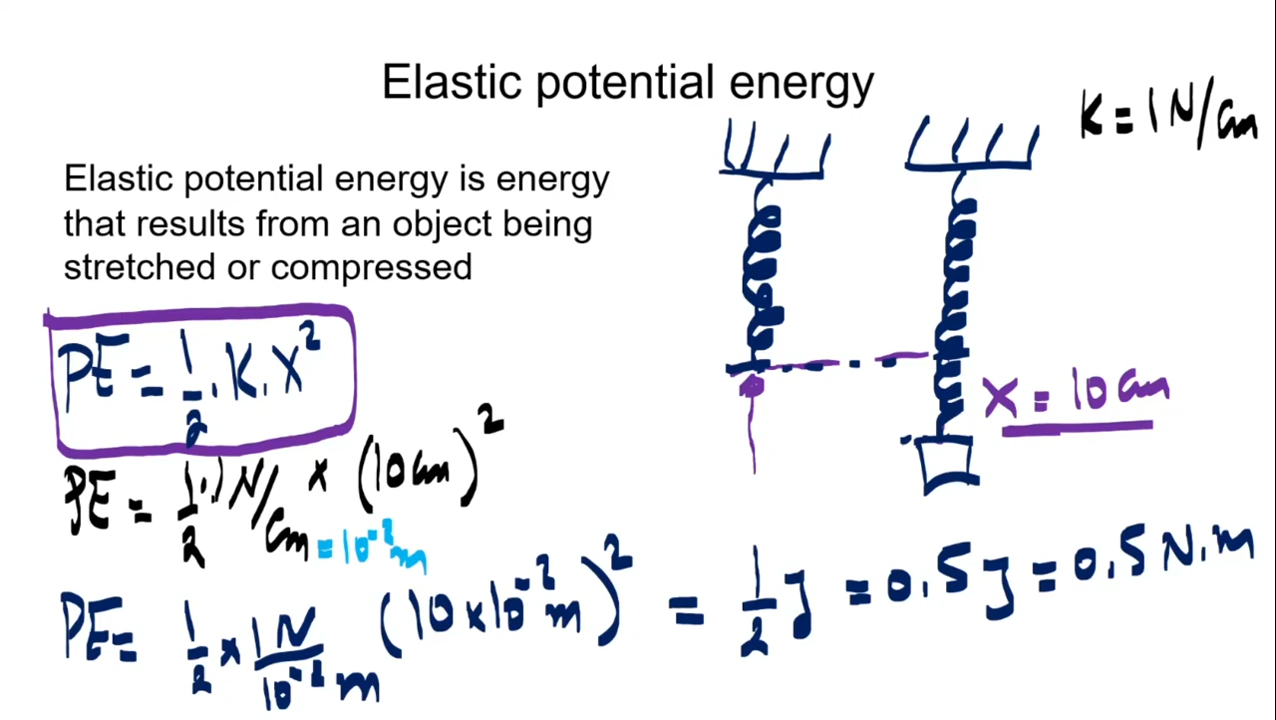 Elastic potential energy
K = 1 N/cm
Elastic potential energy is energy
that results from an object being
stretched or compressed
PE = 1/2 . K . X²
X = 10 cm
PE = 1/2 . 1 N/cm × (10 cm)²
= 10⁻² m
PE = 1/2 × 1N/10⁻² m (10 × 10⁻² m)² = 1/2 J = 0.5 J = 0.5 N.m